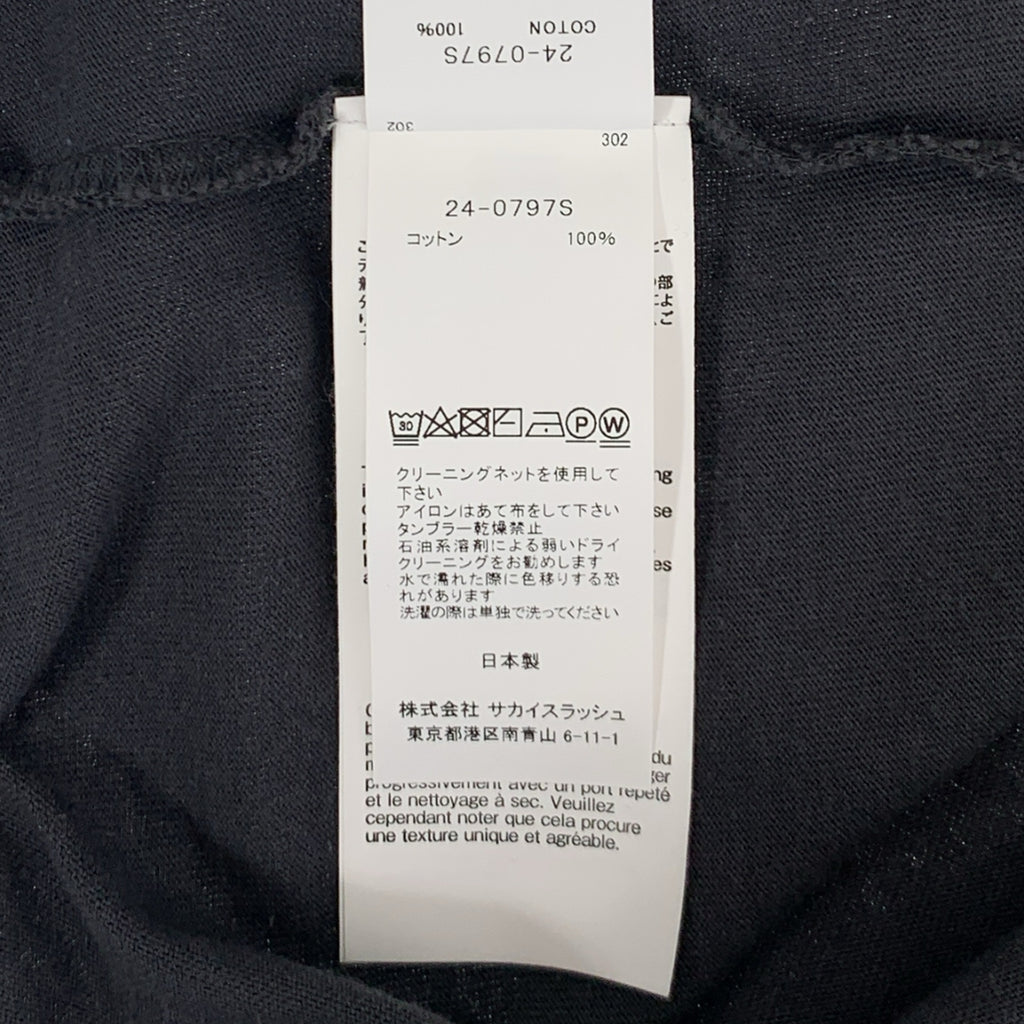 COTTON 100%
24-0797S
302
302
24-0797S
コットン 100%
30
P W
クリーニングネットを使用して
下さい
アイロンはあて布をして下さい
タンブラー乾燥禁止
石油系溶剤による弱いドライ
クリーニングをお勧めします
水で濡れた際に色移りする恐
れがあります
洗濯の際は単独で洗ってください
日本製
株式会社 サカイスラッシュ
東京都港区南青山 6-11-1
du
progressivement avec un port repeté
et le nettoyage à sec. Veuillez
cependant noter que cela procure
une texture unique et agréable.